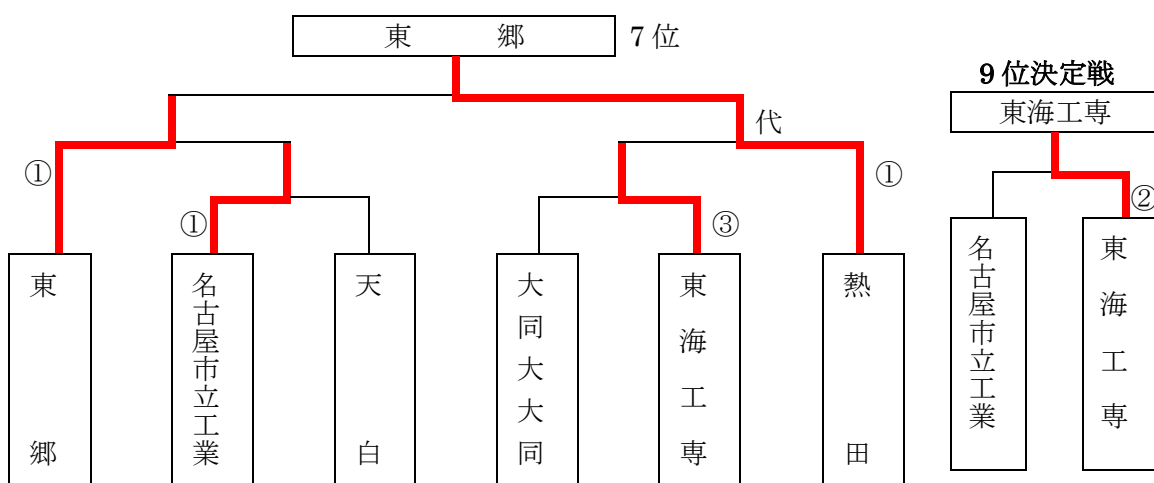 東 郷
7位
9位決定戦
東海工専
代
①
①
②
①
③
東郷
名古屋市立工業
天白
大同大大同
東海工専
熱田
名古屋市立工業
東海工専